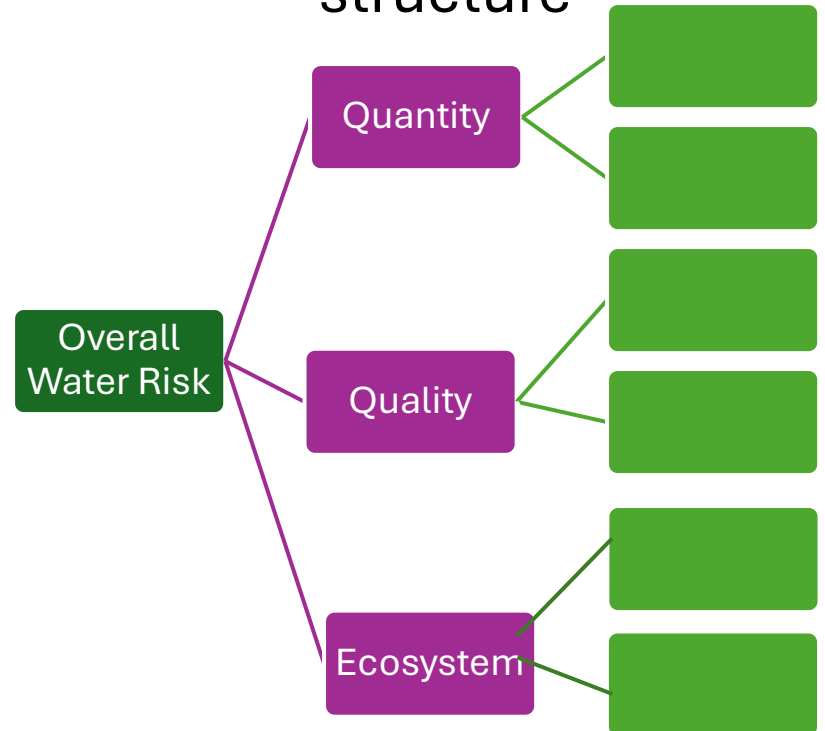 structure
Quantity
Overall
Water Risk
Quality
Ecosystem